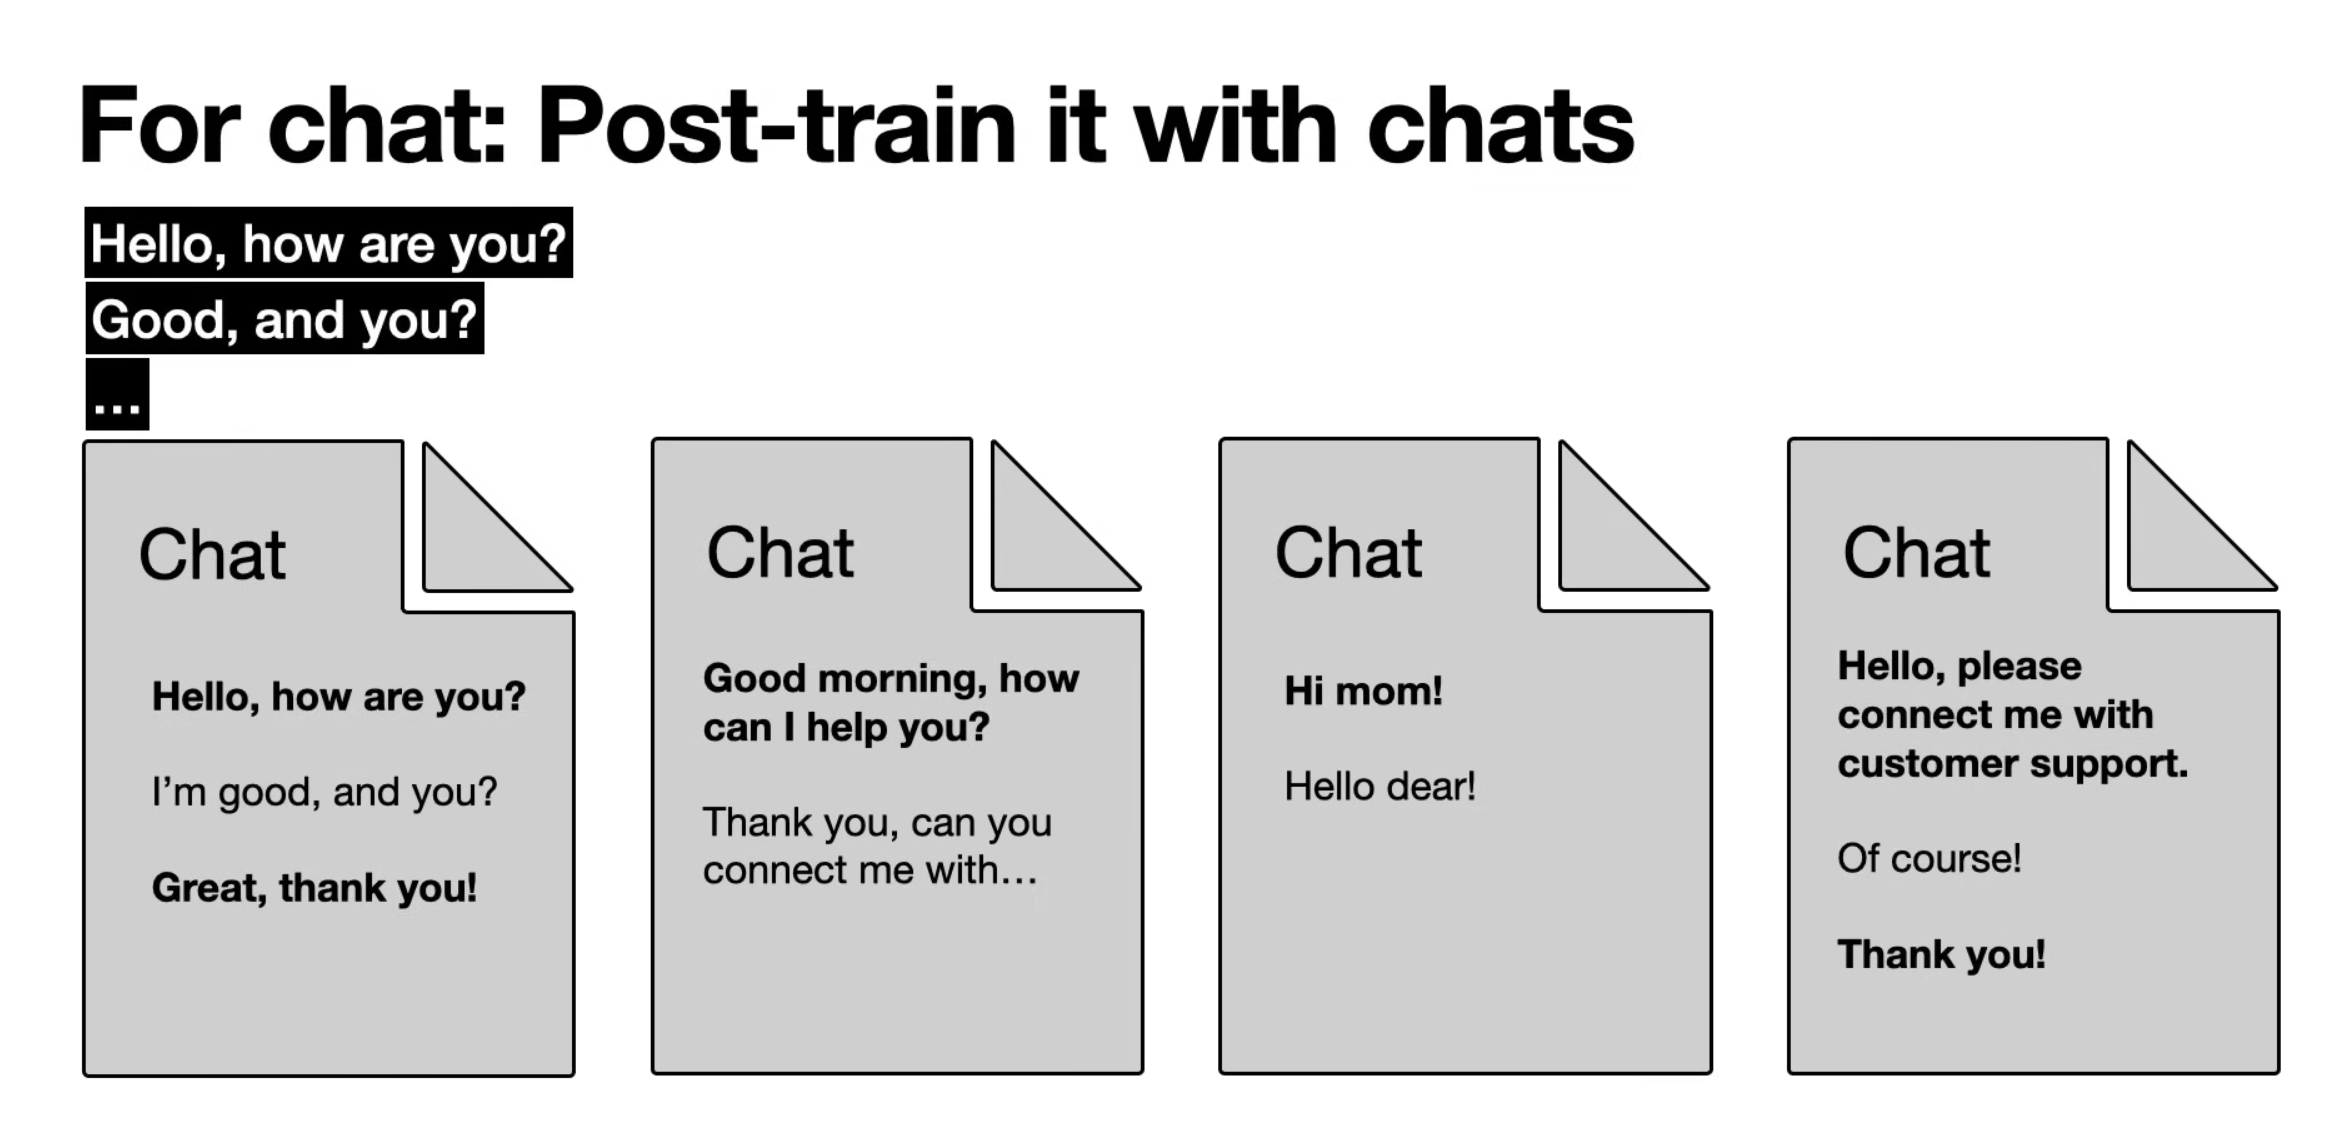 For chat: Post-train it with chats
Hello, how are you?
Good, and you?
...
Chat
Hello, how are you?
I’m good, and you?
Great, thank you!
Chat
Good morning, how
can I help you?
Thank you, can you
connect me with...
Chat
Hi mom!
Hello dear!
Chat
Hello, please
connect me with
customer support.
Of course!
Thank you!